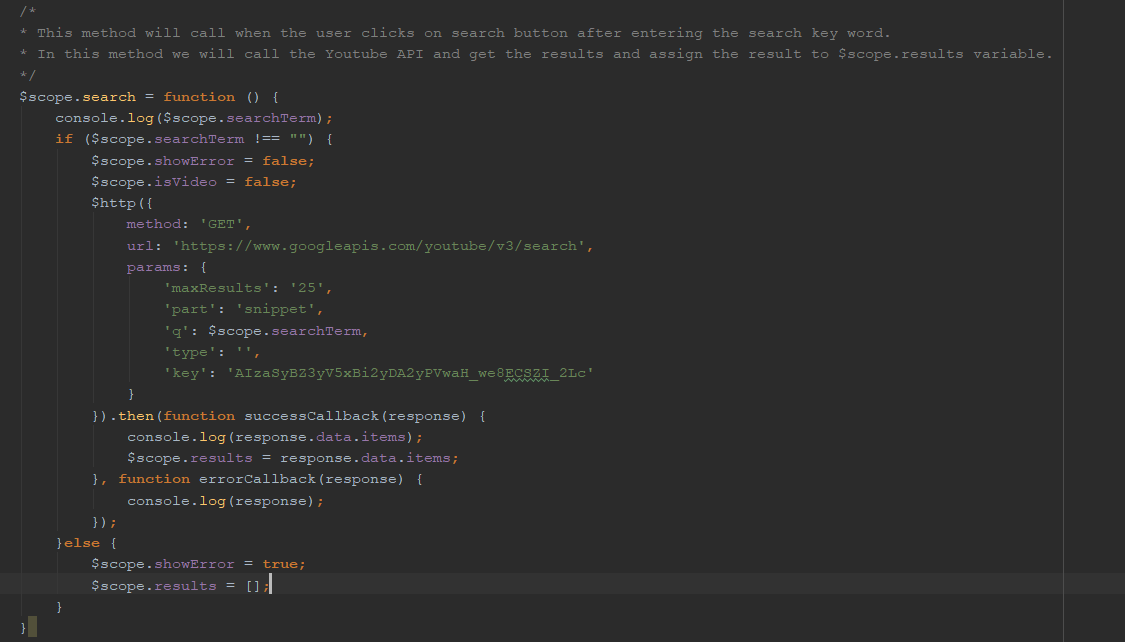 /*
* This method will call when the user clicks on search button after entering the search key word.
* In this method we will call the Youtube API and get the results and assign the result to $scope.results variable.
*/
$scope.search = function () {
console.log($scope.searchTerm);
if ($scope.searchTerm !== "") {
$scope.showError = false;
$scope.isVideo = false;
$http({
method: 'GET',
url: 'https://www.googleapis.com/youtube/v3/search',
params: {
'maxResults': '25',
'part': 'snippet',
'q': $scope.searchTerm,
'type': '',
'key': 'AIzaSyBZ3yV5xBi2yDA2yPVwaH_we8ECSZI_2Lc'
}
}).then(function successCallback(response) {
console.log(response.data.items);
$scope.results = response.data.items;
}, function errorCallback(response) {
console.log(response);
});
}else {
$scope.showError = true;
$scope.results = [];
}
}